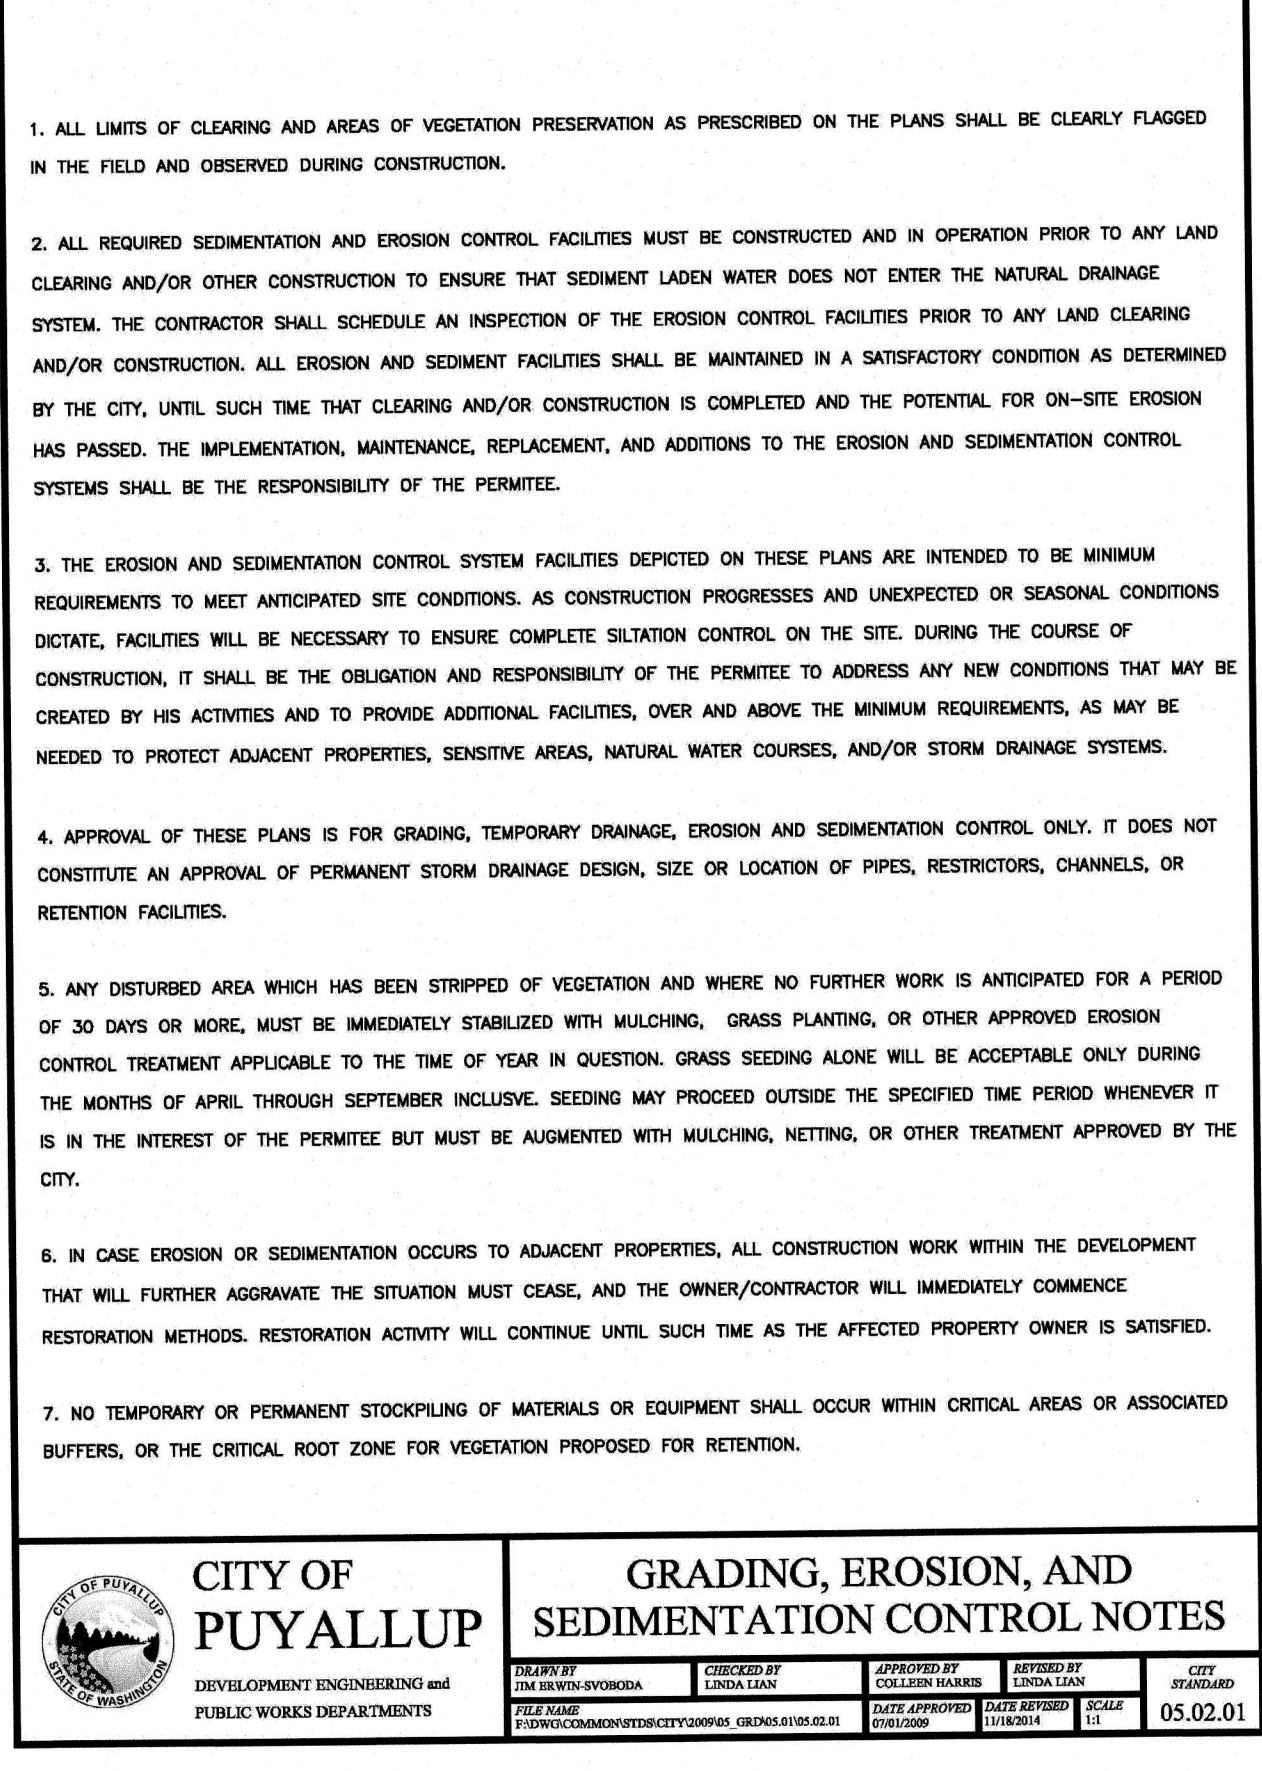 1. ALL LIMITS OF CLEARING AND AREAS OF VEGETATION PRESERVATION AS PRESCRIBED ON THE PLANS SHALL BE CLEARLY FLAGGED
IN THE FIELD AND OBSERVED DURING CONSTRUCTION.
2. ALL REQUIRED SEDIMENTATION AND EROSION CONTROL FACILITIES MUST BE CONSTRUCTED AND IN OPERATION PRIOR TO ANY LAND
CLEARING AND/OR OTHER CONSTRUCTION TO ENSURE THAT SEDIMENT LADEN WATER DOES NOT ENTER THE NATURAL DRAINAGE
SYSTEM. THE CONTRACTOR SHALL SCHEDULE AN INSPECTION OF THE EROSION CONTROL FACILITIES PRIOR TO ANY LAND CLEARING
AND/OR CONSTRUCTION. ALL EROSION AND SEDIMENT FACILITIES SHALL BE MAINTAINED IN A SATISFACTORY CONDITION AS DETERMINED
BY THE CITY, UNTIL SUCH TIME THAT CLEARING AND/OR CONSTRUCTION IS COMPLETED AND THE POTENTIAL FOR ON-SITE EROSION
HAS PASSED. THE IMPLEMENTATION, MAINTENANCE, REPLACEMENT, AND ADDITIONS TO THE EROSION AND SEDIMENTATION CONTROL
SYSTEMS SHALL BE THE RESPONSIBILITY OF THE PERMITEE.
3. THE EROSION AND SEDIMENTATION CONTROL SYSTEM FACILITIES DEPICTED ON THESE PLANS ARE INTENDED TO BE MINIMUM
REQUIREMENTS TO MEET ANTICIPATED SITE CONDITIONS. AS CONSTRUCTION PROGRESSES AND UNEXPECTED OR SEASONAL CONDITIONS
DICTATE, FACILITIES WILL BE NECESSARY TO ENSURE COMPLETE SILTATION CONTROL ON THE SITE. DURING THE COURSE OF
CONSTRUCTION, IT SHALL BE THE OBLIGATION AND RESPONSIBILITY OF THE PERMITEE TO ADDRESS ANY NEW CONDITIONS THAT MAY BE
CREATED BY HIS ACTIVITIES AND TO PROVIDE ADDITIONAL FACILITIES, OVER AND ABOVE THE MINIMUM REQUIREMENTS, AS MAY BE
NEEDED TO PROTECT ADJACENT PROPERTIES, SENSITIVE AREAS, NATURAL WATER COURSES, AND/OR STORM DRAINAGE SYSTEMS.
4. APPROVAL OF THESE PLANS IS FOR GRADING, TEMPORARY DRAINAGE, EROSION AND SEDIMENTATION CONTROL ONLY. IT DOES NOT
CONSTITUTE AN APPROVAL OF PERMANENT STORM DRAINAGE DESIGN, SIZE OR LOCATION OF PIPES, RESTRICTORS, CHANNELS, OR
RETENTION FACILITIES.
5. ANY DISTURBED AREA WHICH HAS BEEN STRIPPED OF VEGETATION AND WHERE NO FURTHER WORK IS ANTICIPATED FOR A PERIOD
OF 30 DAYS OR MORE, MUST BE IMMEDIATELY STABILIZED WITH MULCHING, GRASS PLANTING, OR OTHER APPROVED EROSION
CONTROL TREATMENT APPLICABLE TO THE TIME OF YEAR IN QUESTION. GRASS SEEDING ALONE WILL BE ACCEPTABLE ONLY DURING
THE MONTHS OF APRIL THROUGH SEPTEMBER INCLUSVE. SEEDING MAY PROCEED OUTSIDE THE SPECIFIED TIME PERIOD WHENEVER IT
IS IN THE INTEREST OF THE PERMITEE BUT MUST BE AUGMENTED WITH MULCHING, NETTING, OR OTHER TREATMENT APPROVED BY THE
CITY.
6. IN CASE EROSION OR SEDIMENTATION OCCURS TO ADJACENT PROPERTIES, ALL CONSTRUCTION WORK WITHIN THE DEVELOPMENT
THAT WILL FURTHER AGGRAVATE THE SITUATION MUST CEASE, AND THE OWNER/CONTRACTOR WILL IMMEDIATELY COMMENCE
RESTORATION METHODS. RESTORATION ACTIVITY WILL CONTINUE UNTIL SUCH TIME AS THE AFFECTED PROPERTY OWNER IS SATISFIED.
7. NO TEMPORARY OR PERMANENT STOCKPILING OF MATERIALS OR EQUIPMENT SHALL OCCUR WITHIN CRITICAL AREAS OR ASSOCIATED
BUFFERS, OR THE CRITICAL ROOT ZONE FOR VEGETATION PROPOSED FOR RETENTION.
CITY OF PUYALLUP
STATE OF WASHINGTON
CITY OF
PUYALLUP
DEVELOPMENT ENGINEERING and
PUBLIC WORKS DEPARTMENTS
GRADING, EROSION, AND
SEDIMENTATION CONTROL NOTES
DRAWN BY
JIM ERWIN-SVOBODA
CHECKED BY
LINDA LIAN
APPROVED BY
COLLEEN HARRIS
REVISED BY
LINDA LIAN
FILE NAME
F:\DWG\COMMON\STDS\CITY\2009\05_GRD\05.01\05.02.01
DATE APPROVED
07/01/2009
DATE REVISED
11/18/2014
SCALE
1:1
CITY
STANDARD
05.02.01